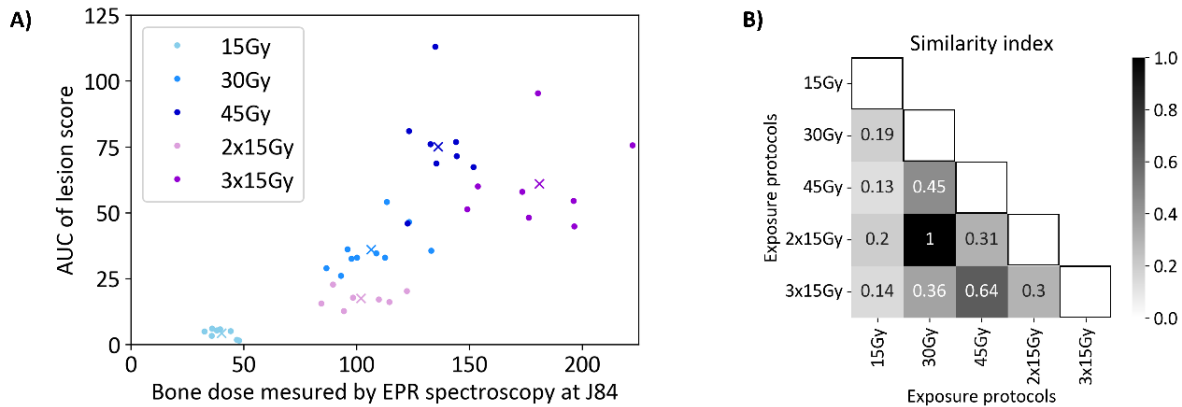 A)
125
100
75
50
25
0
AUC of lesion score
15Gy
30Gy
45Gy
2x15Gy
3x15Gy
0
50
100
150
200
Bone dose mesured by EPR spectroscopy at J84
B)
Similarity index
Exposure protocols
15Gy
30Gy
0.19
45Gy
0.13
0.45
2x15Gy
0.2
1
0.31
3x15Gy
0.14
0.36
0.64
0.3
15Gy
30Gy
45Gy
2x15Gy
3x15Gy
Exposure protocols
1.0
0.8
0.6
0.4
0.2
0.0